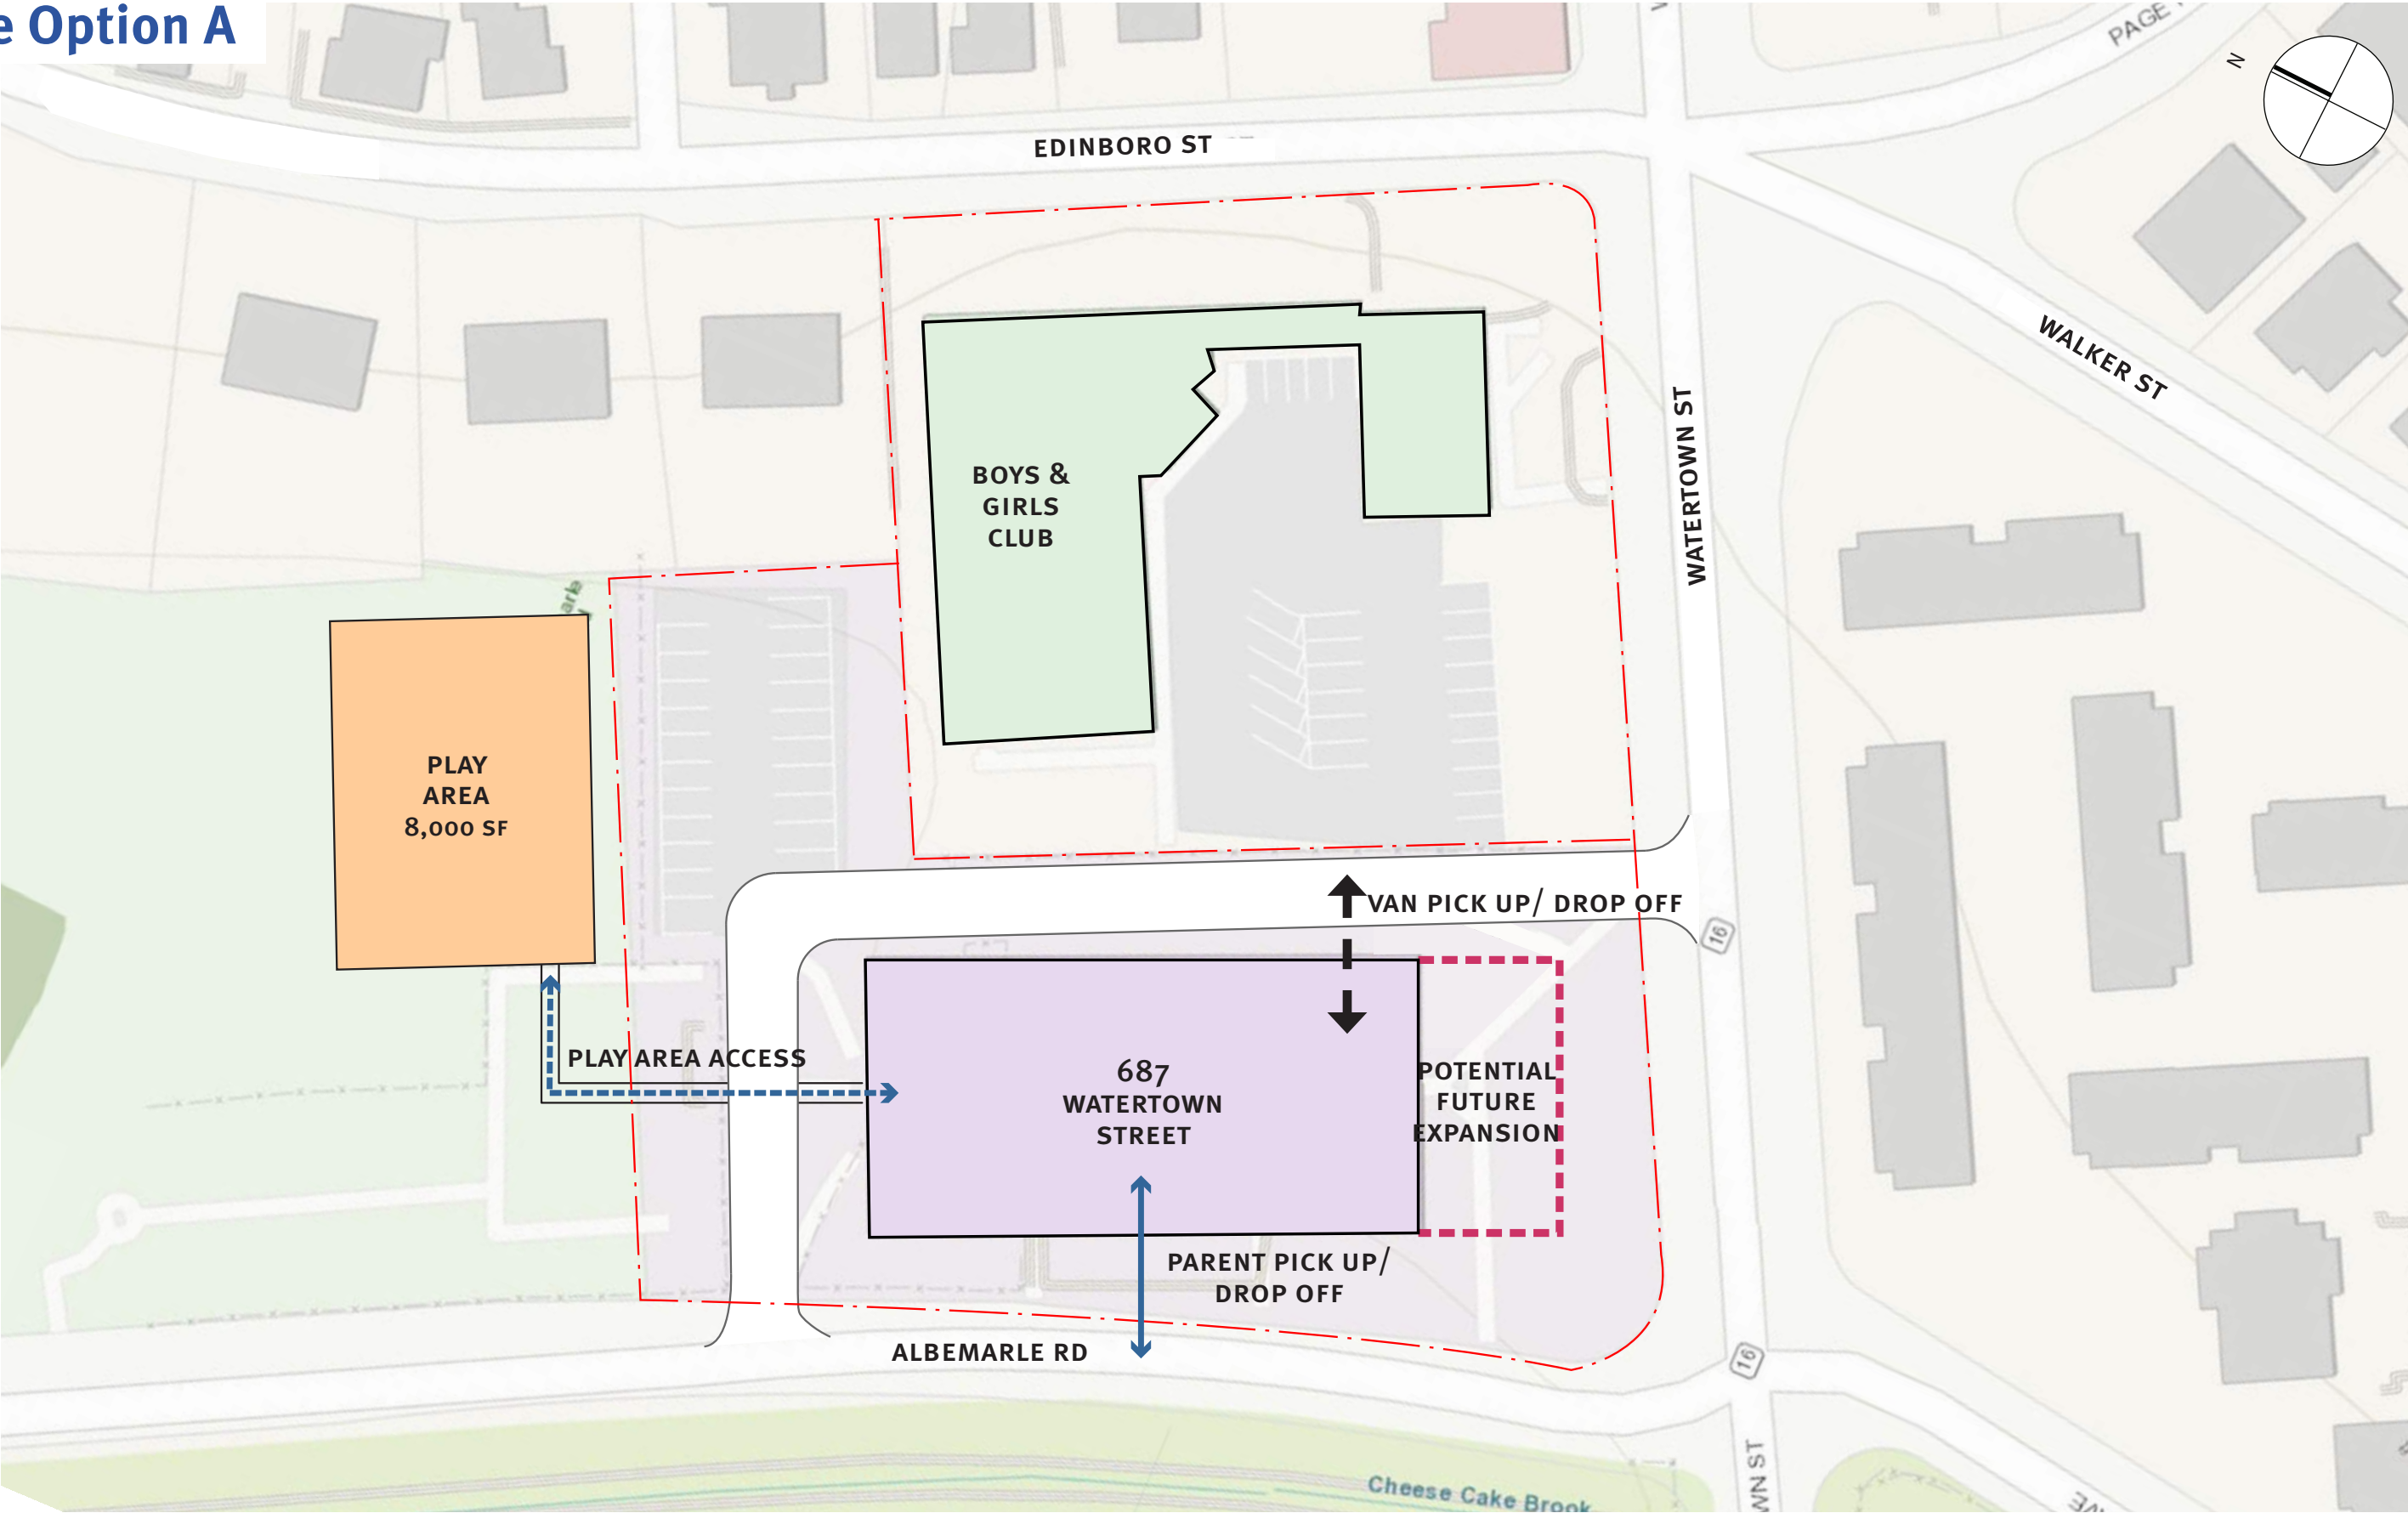 e Option A
PAGE
N
EDINBORO ST
WALKER ST
WATERTOWN ST
BOYS &
GIRLS
CLUB
PLAY
AREA
8,000 SF
VAN PICK UP/ DROP OFF
16
PLAY AREA ACCESS
687
WATERTOWN
STREET
POTENTIAL
FUTURE
EXPANSION
PARENT PICK UP/
DROP OFF
ALBEMARLE RD
16
WN ST
Cheese Cake Brook